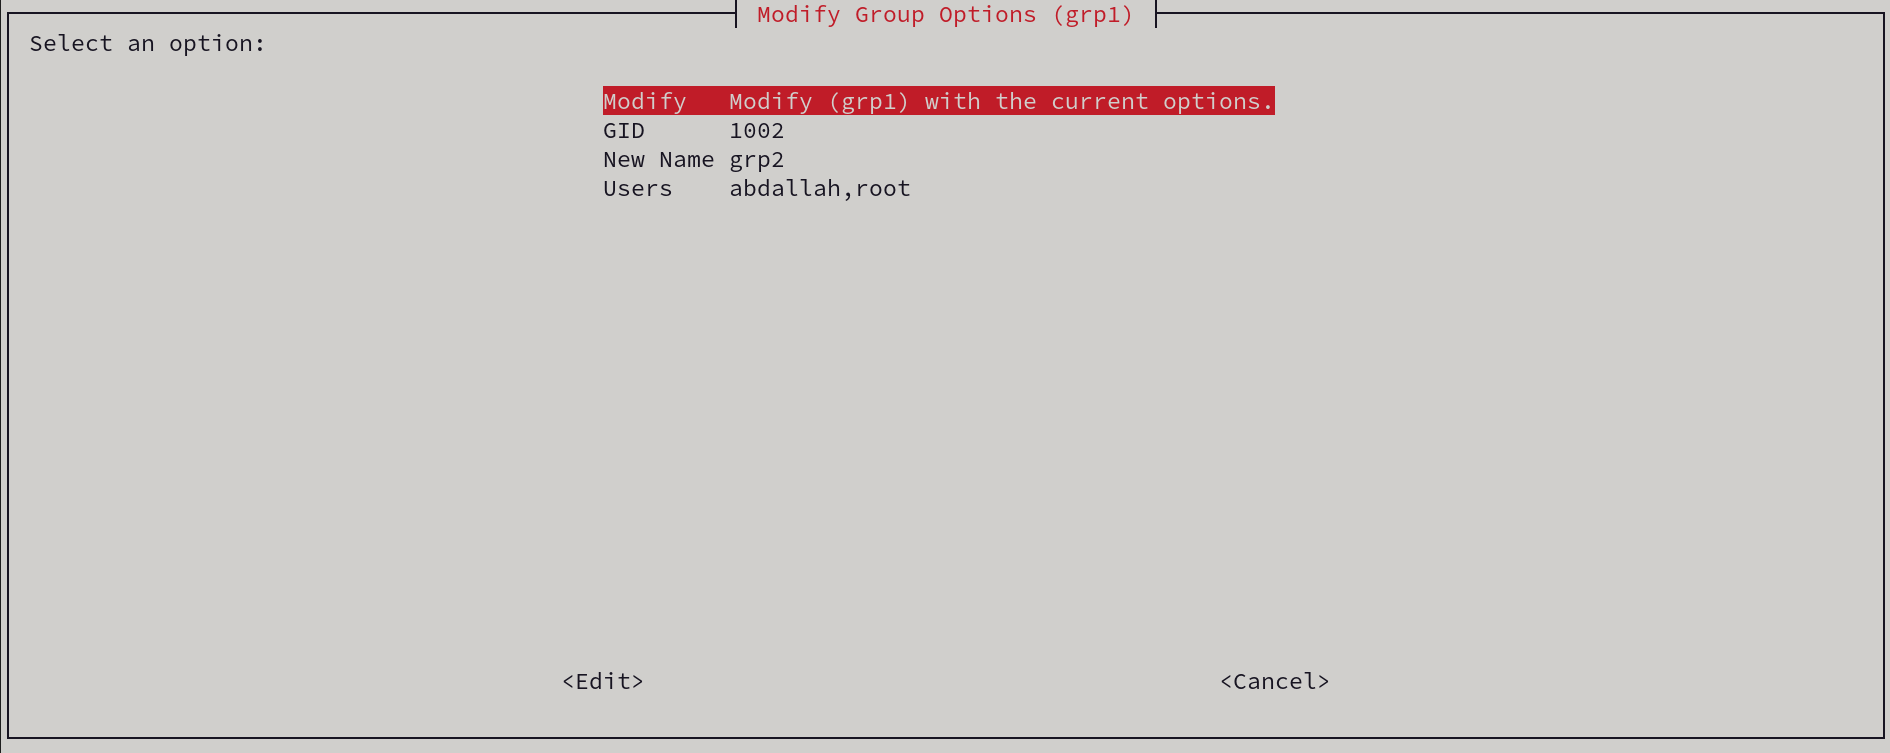 Modify Group Options (grp1)
Select an option:
Modify Modify (grp1) with the current options.
GID 1002
New Name grp2
Users abdallah,root
<Edit> <Cancel>